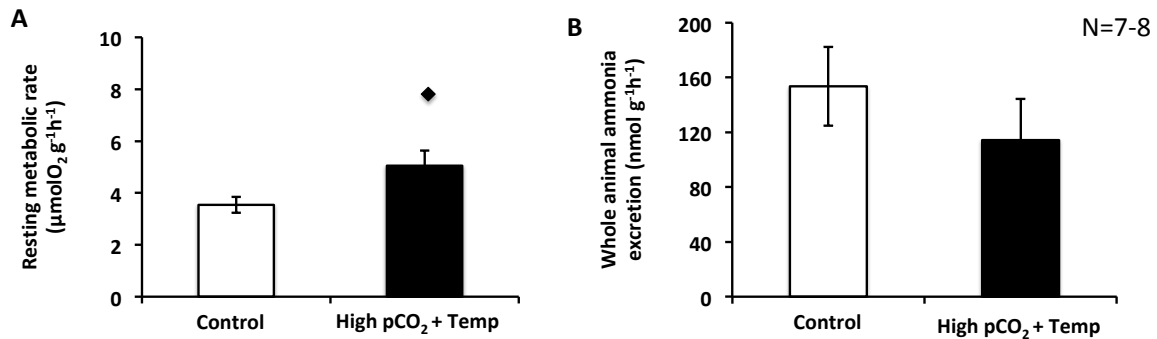 A
Resting metabolic rate
(µmolO₂ g⁻¹h⁻¹)
10
8
6
4
2
0
Control
High pCO₂ + Temp
B
N=7-8
Whole animal ammonia
excretion (nmol g⁻¹h⁻¹)
200
160
120
80
40
0
Control
High pCO₂ + Temp